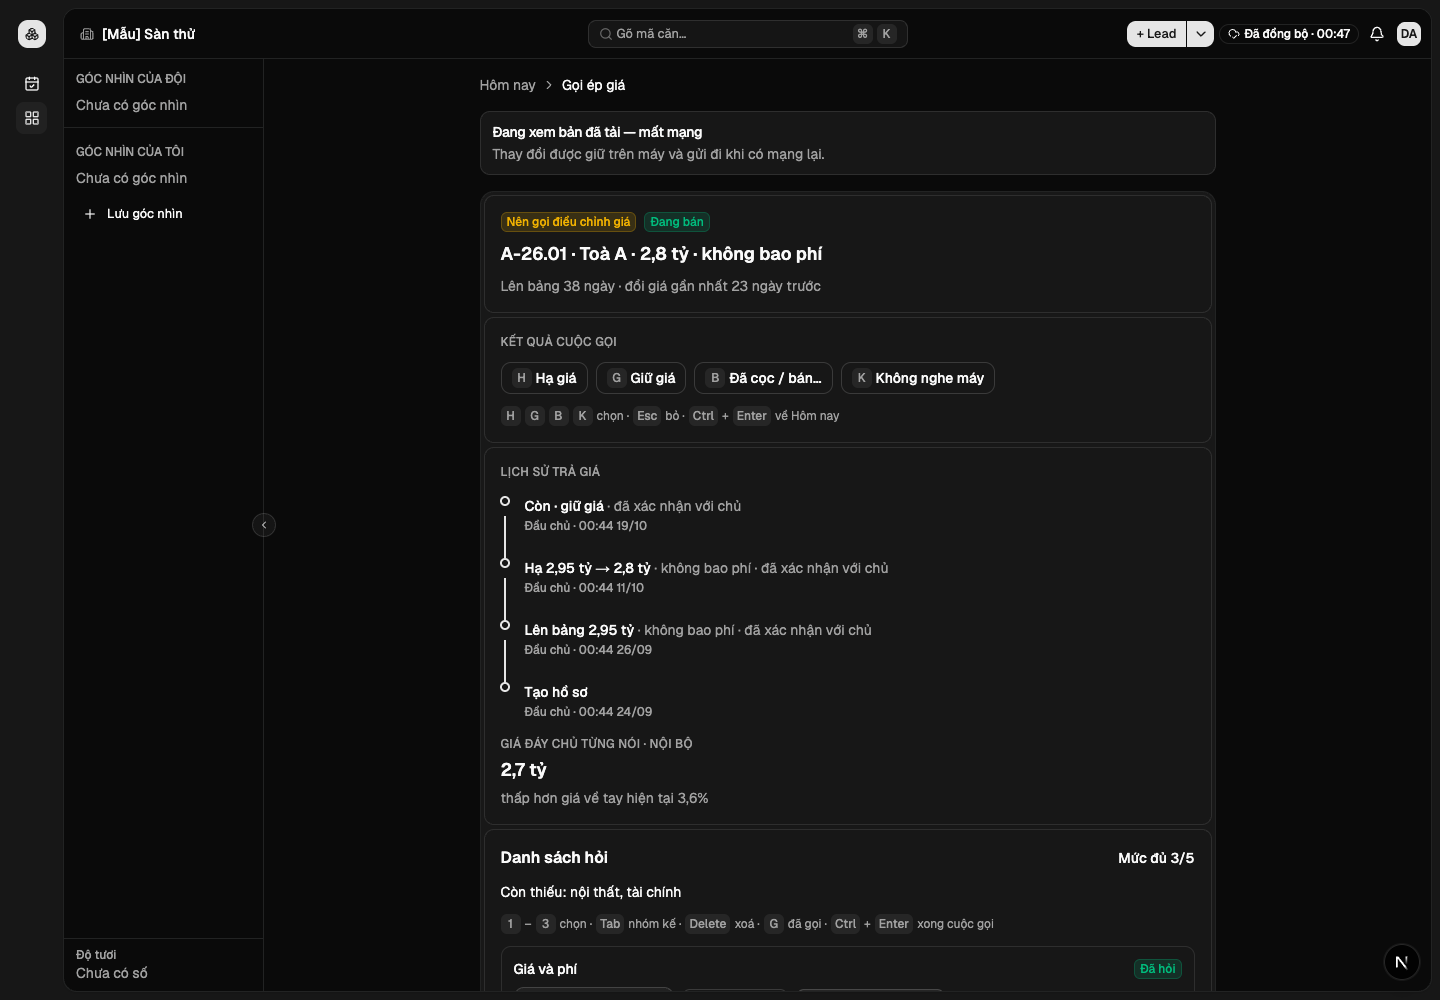 [Mẫu] Sàn thử
Gõ mã căn...
⌘ K
+ Lead
Đã đồng bộ · 00:47
DA
GÓC NHÌN CỦA ĐỘI
Chưa có góc nhìn
GÓC NHÌN CỦA TÔI
Chưa có góc nhìn
+ Lưu góc nhìn
Độ tươi
Chưa có số
Hôm nay > Gọi ép giá
Đang xem bản đã tải — mất mạng
Thay đổi được giữ trên máy và gửi đi khi có mạng lại.
Nên gọi điều chỉnh giá
Đang bán
A-26.01 · Toà A · 2,8 tỷ · không bao phí
Lên bảng 38 ngày · đổi giá gần nhất 23 ngày trước
KẾT QUẢ CUỘC GỌI
H Hạ giá
G Giữ giá
B Đã cọc / bán...
K Không nghe máy
H G B K chọn · Esc bỏ · Ctrl + Enter về Hôm nay
LỊCH SỬ TRẢ GIÁ
Còn · giữ giá · đã xác nhận với chủ
Đầu chủ · 00:44 19/10
Hạ 2,95 tỷ → 2,8 tỷ · không bao phí · đã xác nhận với chủ
Đầu chủ · 00:44 11/10
Lên bảng 2,95 tỷ · không bao phí · đã xác nhận với chủ
Đầu chủ · 00:44 26/09
Tạo hồ sơ
Đầu chủ · 00:44 24/09
GIÁ ĐÁY CHỦ TỪNG NÓI · NỘI BỘ
2,7 tỷ
thấp hơn giá về tay hiện tại 3,6%
Danh sách hỏi
Mức đủ 3/5
Còn thiếu: nội thất, tài chính
1 – 3 chọn · Tab nhóm kế · Delete xoá · G đã gọi · Ctrl + Enter xong cuộc gọi
Giá và phí
Đã hỏi
N